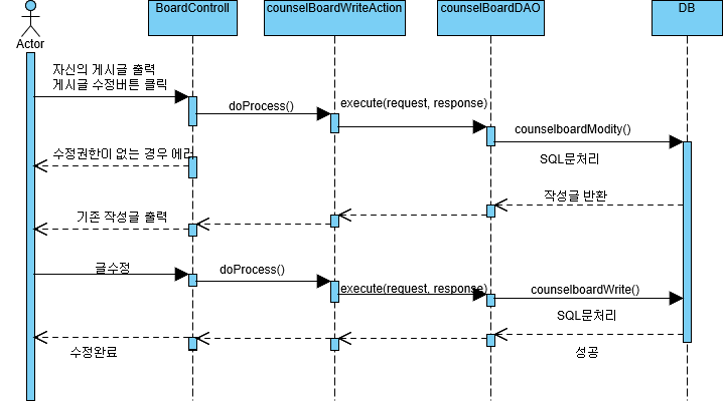 BoardControll
counselBoardWriteAction
counselBoardDAO
DB
Actor
자신의 게시글 출력
게시글 수정버튼 클릭
doProcess()
execute(request, response)
counselboardModity()
SQL문처리
수정권한이 없는 경우 에러
작성글 반환
기존 작성글 출력
글수정
doProcess()
execute(request, response)
counselboardWrite()
SQL문처리
수정완료
성공